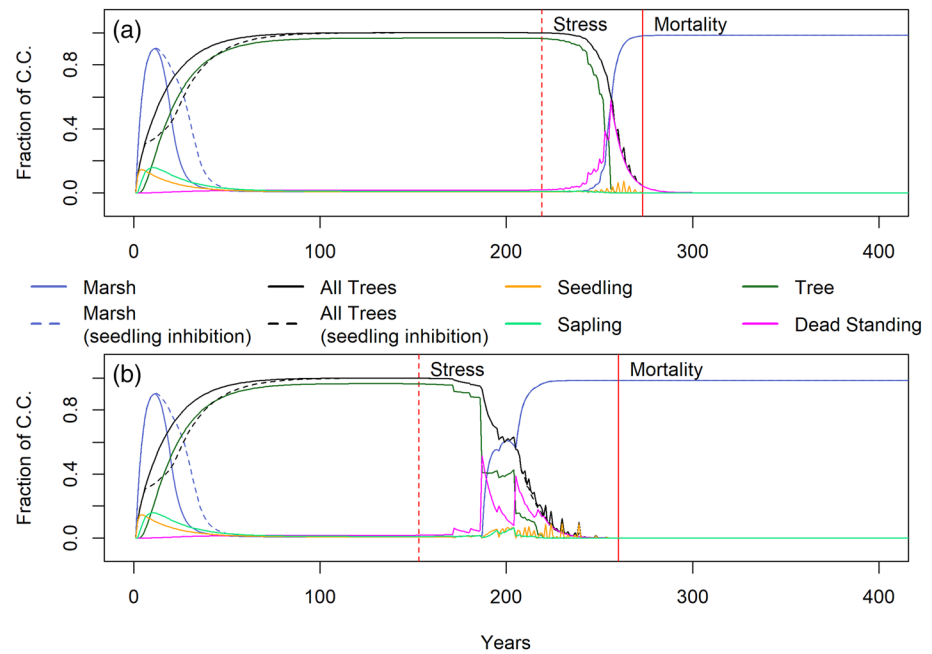 (a)
Stress
Mortality
Fraction of C.C.
0.0
0.4
0.8
0
100
200
300
400
Marsh
All Trees
Seedling
Tree
Marsh
(seedling inhibition)
All Trees
(seedling inhibition)
Sapling
Dead Standing
(b)
Stress
Mortality
Fraction of C.C.
0.0
0.4
0.8
0
100
200
300
400
Years